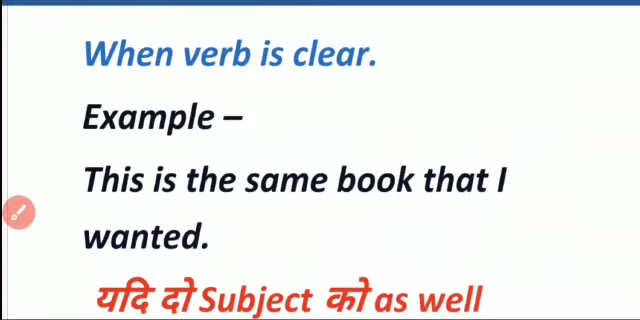 When verb is clear.
Example –
This is the same book that I
wanted.
यदि दो Subject को as well